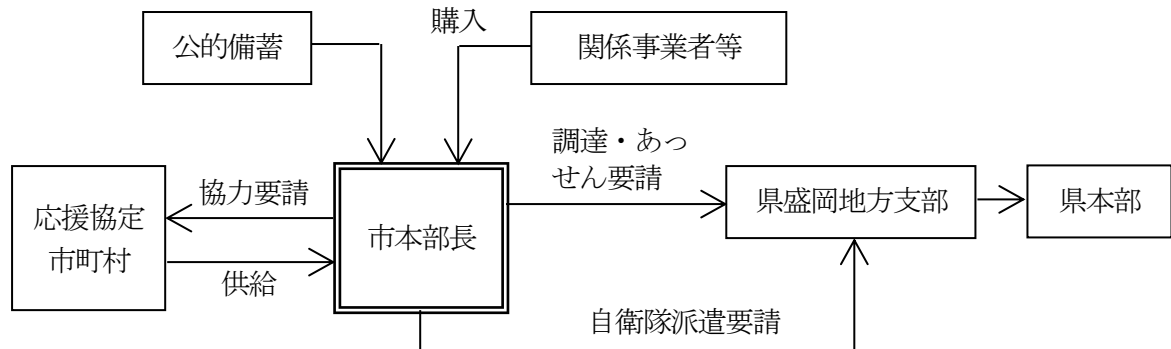 購入
公的備蓄
関係事業者等
調達・あっ
せん要請
協力要請
応援協定
市町村
市本部長
県盛岡地方支部
県本部
供給
自衛隊派遣要請